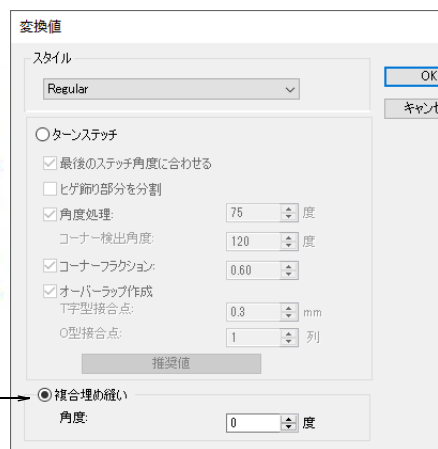 変換値
スタイル
Regular
OK
キャンセ
ターンステッチ
最後のステッチ角度に合わせる
ヒゲ飾り部分を分割
角度処理: 75 度
コーナー検出角度: 120 度
コーナーフラクション: 0.60
オーバーラップ作成
T字型接合点: 0.3 mm
O型接合点: 1 列
推奨値
複合埋め縫い
角度: 0 度